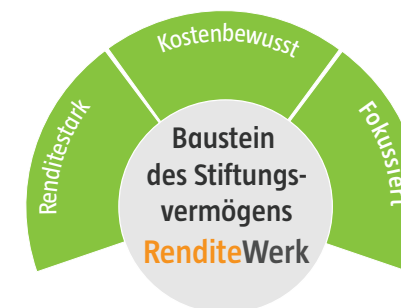 Renditestark
Kostenbewusst
Fokussiert
Baustein
des Stiftungs-
vermögens
RenditeWerk